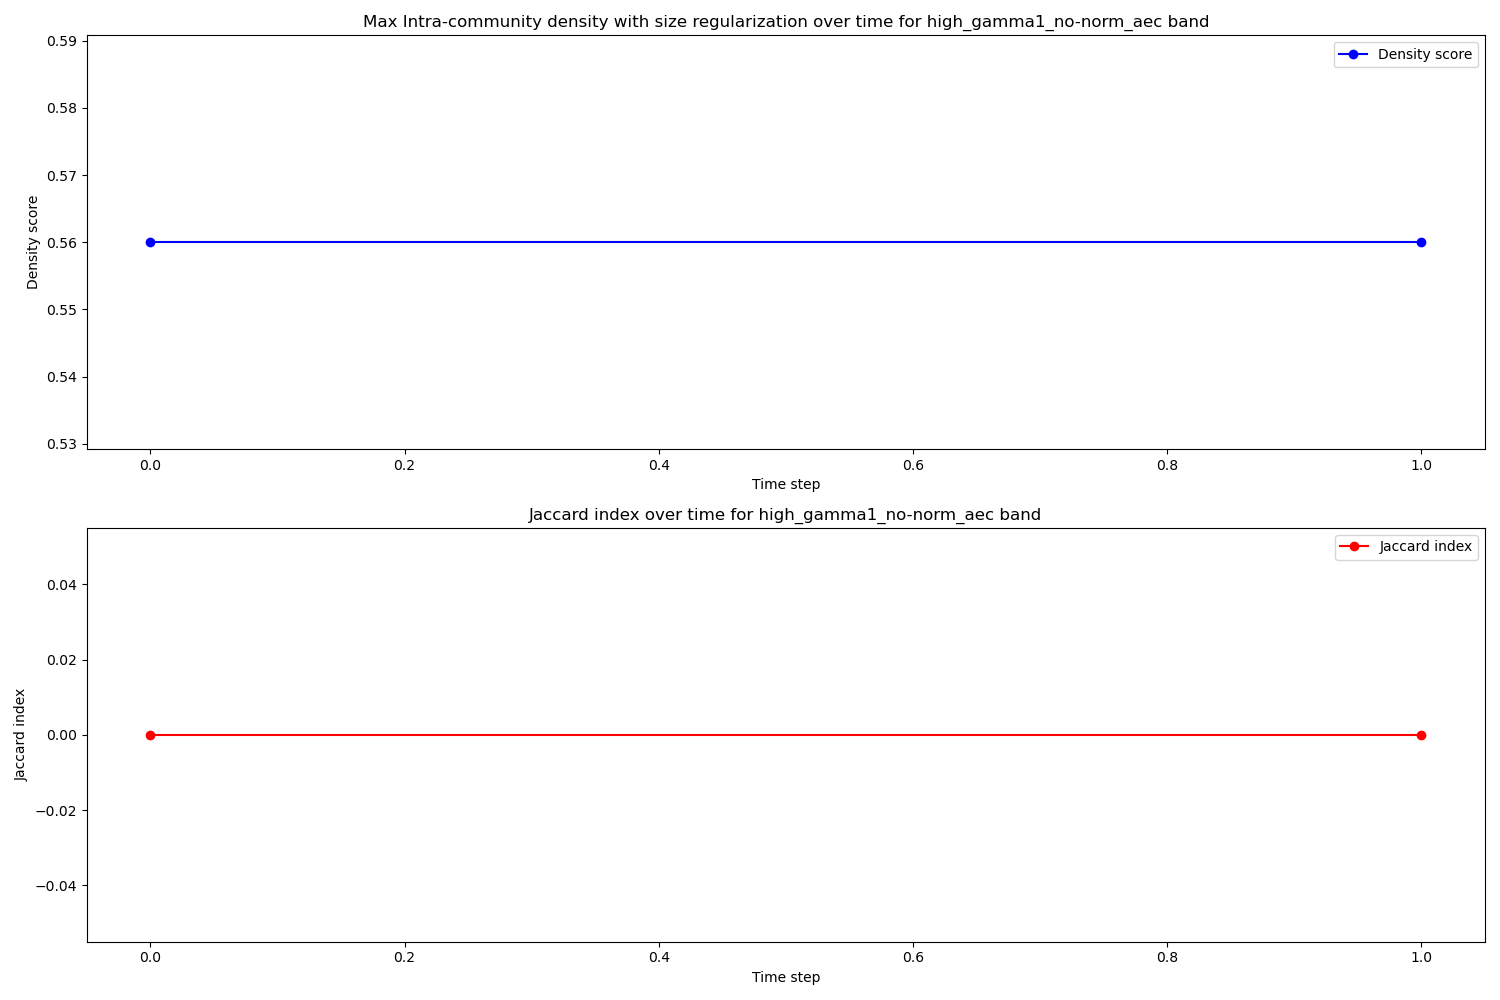 Max Intra-community density with size regularization over time for high_gamma1_no-norm_aec band
Density score
0.59
0.58
0.57
0.56
0.55
0.54
0.53
Density score
0.0 0.2 0.4 0.6 0.8 1.0
Time step
Jaccard index over time for high_gamma1_no-norm_aec band
Jaccard index
0.04
0.02
0.00
−0.02
−0.04
Jaccard index
0.0 0.2 0.4 0.6 0.8 1.0
Time step